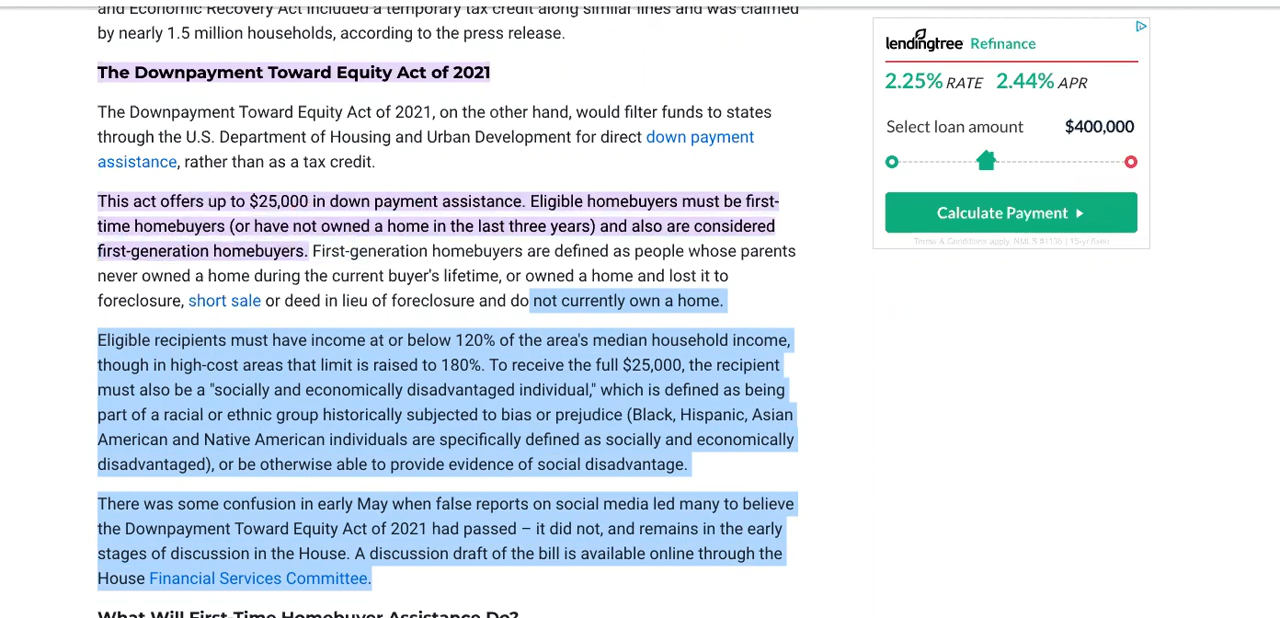 and Economic Recovery Act included a temporary tax credit along similar lines and was claimed
by nearly 1.5 million households, according to the press release.
The Downpayment Toward Equity Act of 2021
The Downpayment Toward Equity Act of 2021, on the other hand, would filter funds to states
through the U.S. Department of Housing and Urban Development for direct down payment
assistance, rather than as a tax credit.
This act offers up to $25,000 in down payment assistance. Eligible homebuyers must be first-
time homebuyers (or have not owned a home in the last three years) and also are considered
first-generation homebuyers. First-generation homebuyers are defined as people whose parents
never owned a home during the current buyer's lifetime, or owned a home and lost it to
foreclosure, short sale or deed in lieu of foreclosure and do not currently own a home.
Eligible recipients must have income at or below 120% of the area's median household income,
though in high-cost areas that limit is raised to 180%. To receive the full $25,000, the recipient
must also be a "socially and economically disadvantaged individual," which is defined as being
part of a racial or ethnic group historically subjected to bias or prejudice (Black, Hispanic, Asian
American and Native American individuals are specifically defined as socially and economically
disadvantaged), or be otherwise able to provide evidence of social disadvantage.
There was some confusion in early May when false reports on social media led many to believe
the Downpayment Toward Equity Act of 2021 had passed – it did not, and remains in the early
stages of discussion in the House. A discussion draft of the bill is available online through the
House Financial Services Committee.
What Will First-Time Homebuyer Assistance Do?
lendingtree Refinance
2.25% RATE 2.44% APR
Select loan amount $400,000
Calculate Payment
Terms & Conditions apply. NMLS #1136 | 15-yr fixed